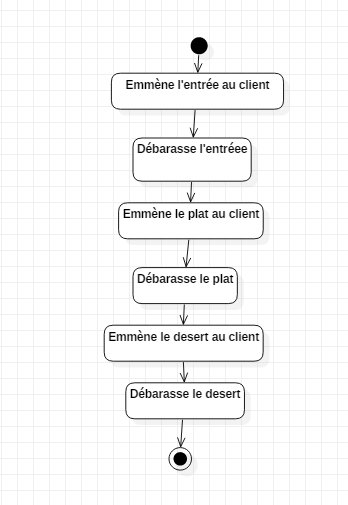 Emmène l'entrée au client
Débarasse l'entréee
Emmène le plat au client
Débarasse le plat
Emmène le desert au client
Débarasse le desert